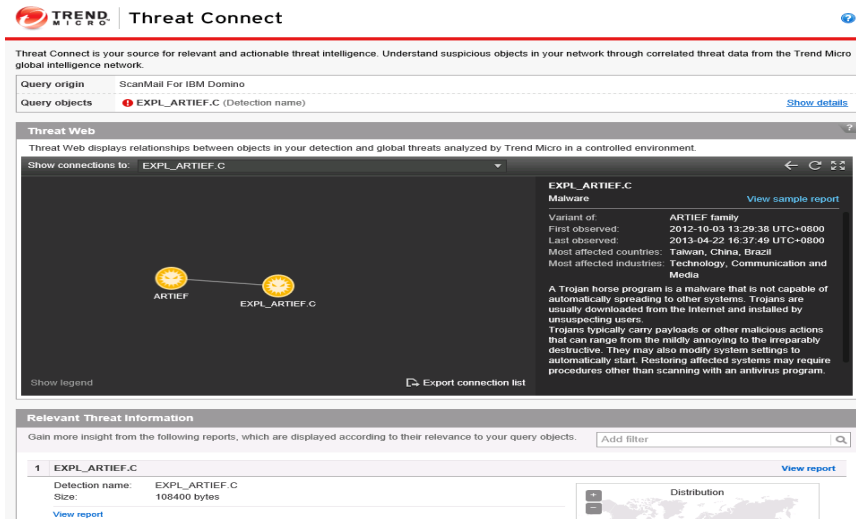 TREND MICRO Threat Connect
Threat Connect is your source for relevant and actionable threat intelligence. Understand suspicious objects in your network through correlated threat data from the Trend Micro
global intelligence network.
Query origin ScanMail For IBM Domino
Query objects EXPL_ARTIEF.C (Detection name) Show details
Threat Web
Threat Web displays relationships between objects in your detection and global threats analyzed by Trend Micro in a controlled environment.
Show connections to: EXPL_ARTIEF.C
ARTIEF
EXPL_ARTIEF.C
Show legend
Export connection list
EXPL_ARTIEF.C
Malware View sample report
Variant of: ARTIEF family
First observed: 2012-10-03 13:29:38 UTC+0800
Last observed: 2013-04-22 16:37:49 UTC+0800
Most affected countries: Taiwan, China, Brazil
Most affected industries: Technology, Communication and
Media
A Trojan horse program is a malware that is not capable of
automatically spreading to other systems. Trojans are
usually downloaded from the Internet and installed by
unsuspecting users.
Trojans typically carry payloads or other malicious actions
that can range from the mildly annoying to the irreparably
destructive. They may also modify system settings to
automatically start. Restoring affected systems may require
procedures other than scanning with an antivirus program.
Relevant Threat Information
Gain more insight from the following reports, which are displayed according to their relevance to your query objects. Add filter
1 EXPL_ARTIEF.C View report
Detection name: EXPL_ARTIEF.C
Size: 108400 bytes
View report
Distribution